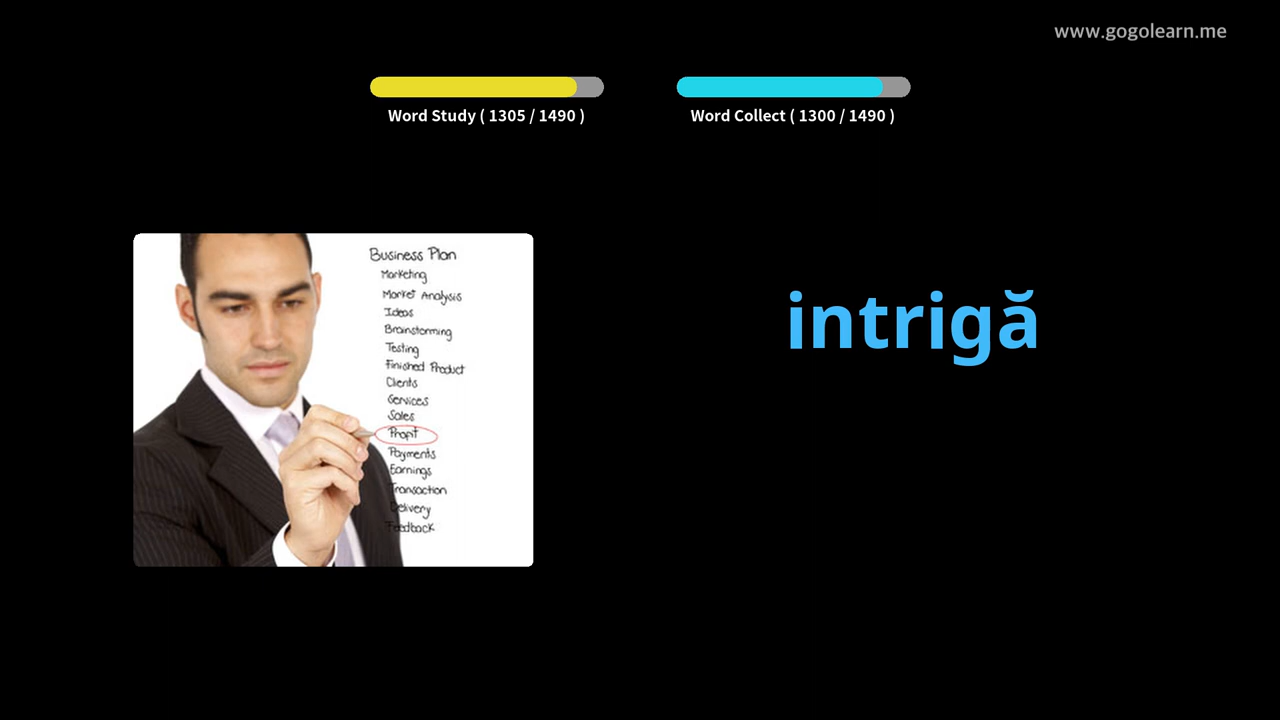 www.gogolearn.me
Word Study ( 1305 / 1490 )
Word Collect ( 1300 / 1490 )
Business Plan
Marketing
Market Analysis
Ideas
Brainstorming
Testing
Finished Product
Clients
Services
Sales
Profit
Payments
Earnings
Transaction
Delivery
Feedback
intrigă